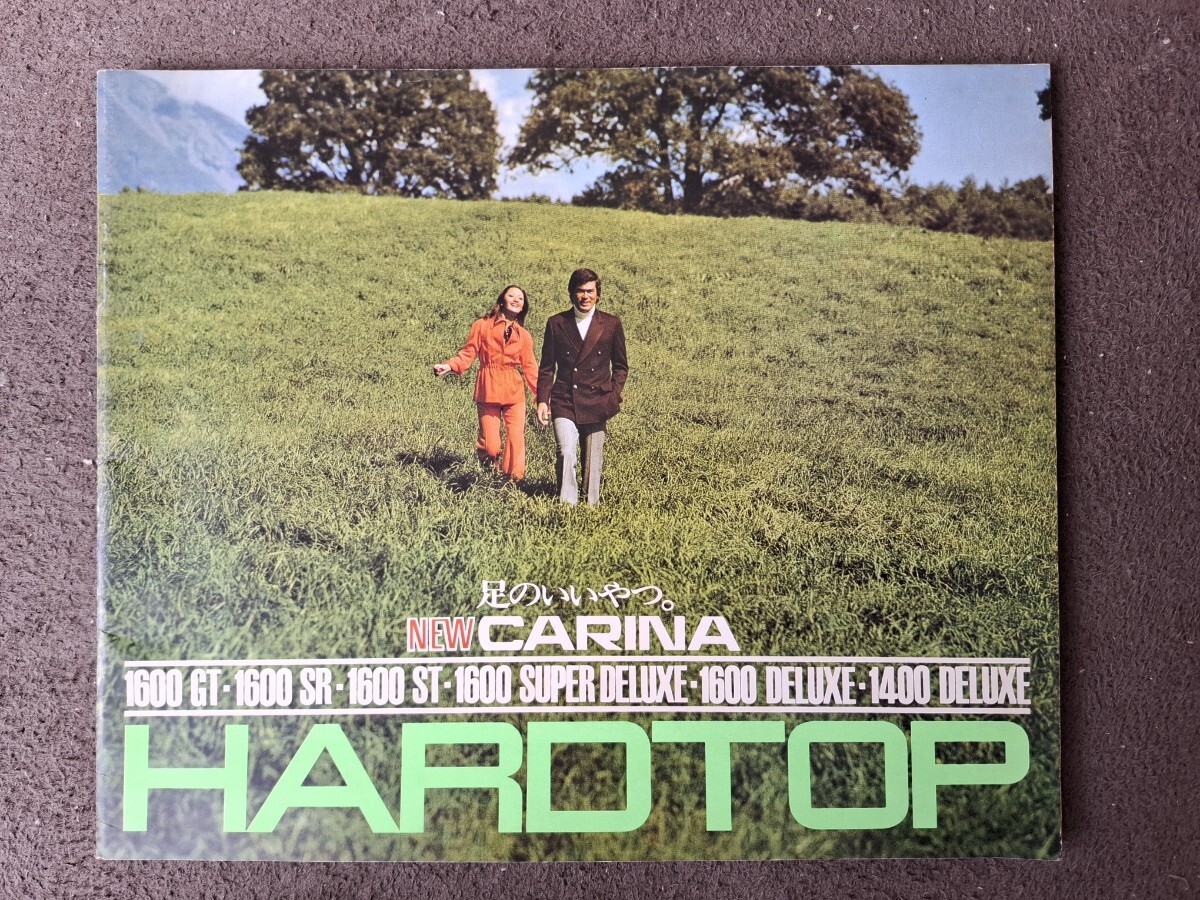 足のいいやつ。
NEW CARINA
1600 GT・1600 SR・1600 ST・1600 SUPER DELUXE・1600 DELUXE・1400 DELUXE
HARDTOP